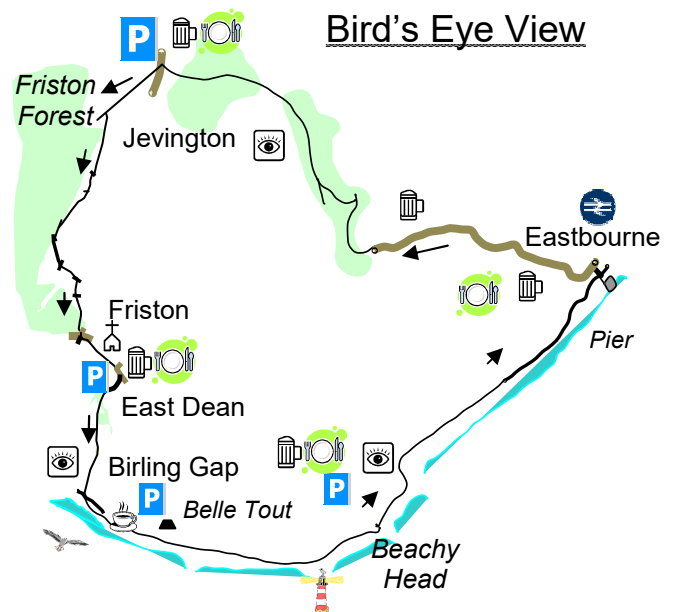 Bird's Eye View
P
Friston
Forest
Jevington
Eastbourne
Pier
Friston
P
East Dean
Birling Gap
P
P
Belle Tout
Beachy
Head